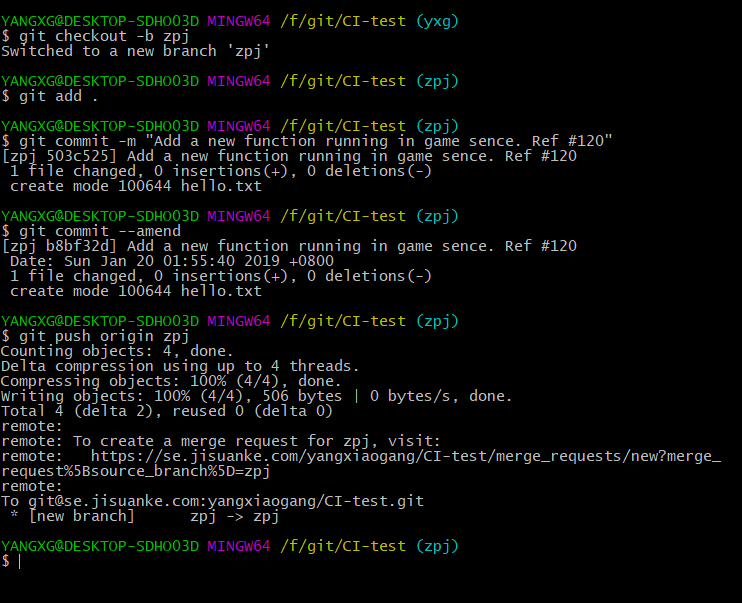 YANGXG@DESKTOP-SDHO03D MINGW64 /f/git/CI-test (yxg)
$ git checkout -b zpj
Switched to a new branch 'zpj'
YANGXG@DESKTOP-SDHO03D MINGW64 /f/git/CI-test (zpj)
$ git add .
YANGXG@DESKTOP-SDHO03D MINGW64 /f/git/CI-test (zpj)
$ git commit -m "Add a new function running in game sence. Ref #120"
[zpj 503c525] Add a new function running in game sence. Ref #120
 1 file changed, 0 insertions(+), 0 deletions(-)
 create mode 100644 hello.txt
YANGXG@DESKTOP-SDHO03D MINGW64 /f/git/CI-test (zpj)
$ git commit --amend
[zpj b8bf32d] Add a new function running in game sence. Ref #120
 Date: Sun Jan 20 01:55:40 2019 +0800
 1 file changed, 0 insertions(+), 0 deletions(-)
 create mode 100644 hello.txt
YANGXG@DESKTOP-SDHO03D MINGW64 /f/git/CI-test (zpj)
$ git push origin zpj
Counting objects: 4, done.
Delta compression using up to 4 threads.
Compressing objects: 100% (4/4), done.
Writing objects: 100% (4/4), 506 bytes | 0 bytes/s, done.
Total 4 (delta 2), reused 0 (delta 0)
remote:
remote: To create a merge request for zpj, visit:
remote:   https://se.jisuanke.com/yangxiaogang/CI-test/merge_requests/new?merge_
request%5Bsource_branch%5D=zpj
remote:
To git@se.jisuanke.com:yangxiaogang/CI-test.git
 * [new branch]      zpj -> zpj
YANGXG@DESKTOP-SDHO03D MINGW64 /f/git/CI-test (zpj)
$